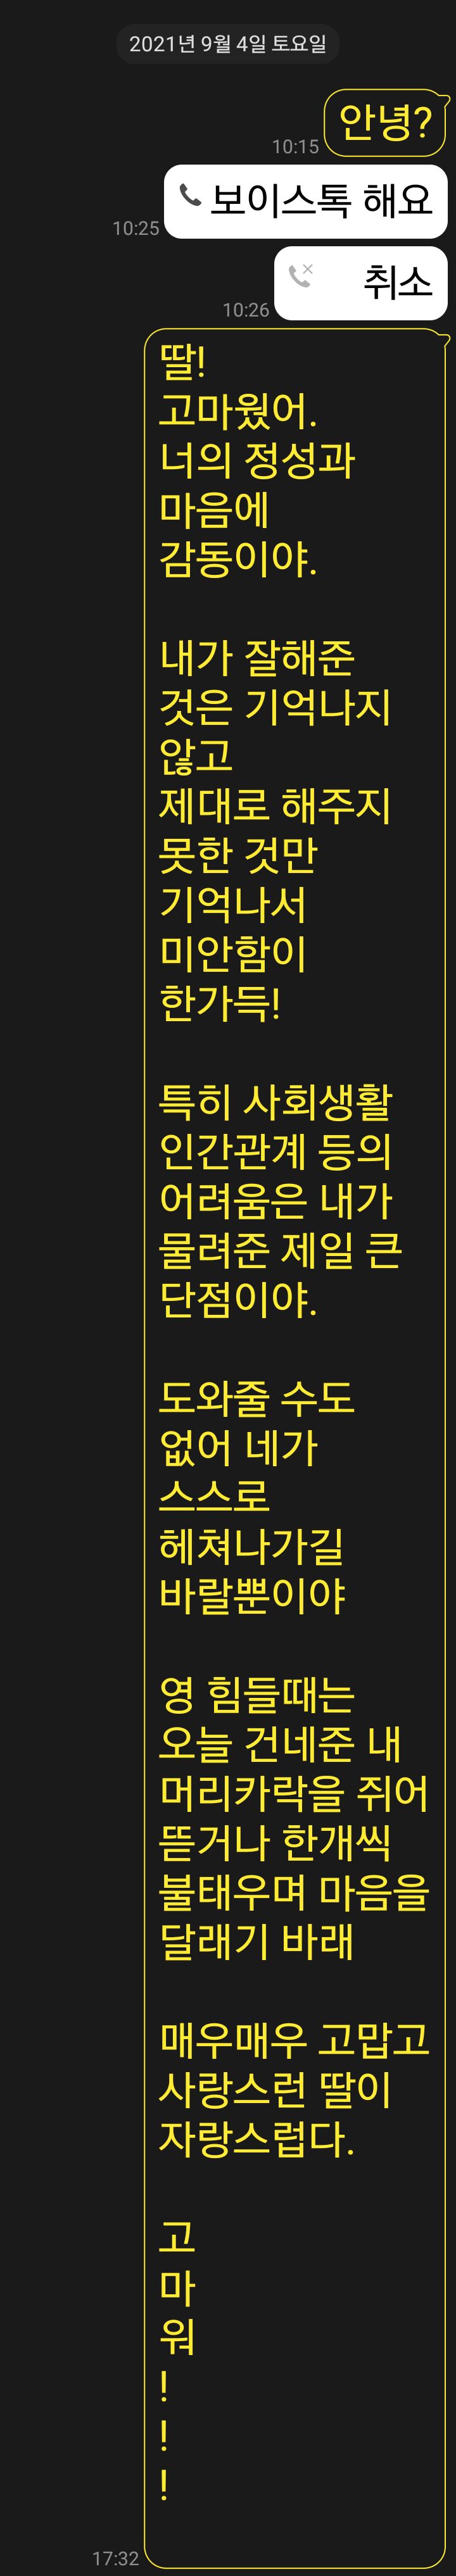 2021년 9월 4일 토요일
안녕?
10:15
보이스톡 해요
10:25
취소
10:26
딸!
고마웠어.
너의 정성과
마음에
감동이야.
내가 잘해준
것은 기억나지
않고
제대로 해주지
못한 것만
기억나서
미안함이
한가득!
특히 사회생활
인간관계 등의
어려움은 내가
물려준 제일 큰
단점이야.
도와줄 수도
없어 네가
스스로
헤쳐나가길
바랄뿐이야
영 힘들때는
오늘 건네준 내
머리카락을 쥐어
뜯거나 한개씩
불태우며 마음을
달래기 바래
매우매우 고맙고
사랑스런 딸이
자랑스럽다.
고
마
워
!
!
!
17:32